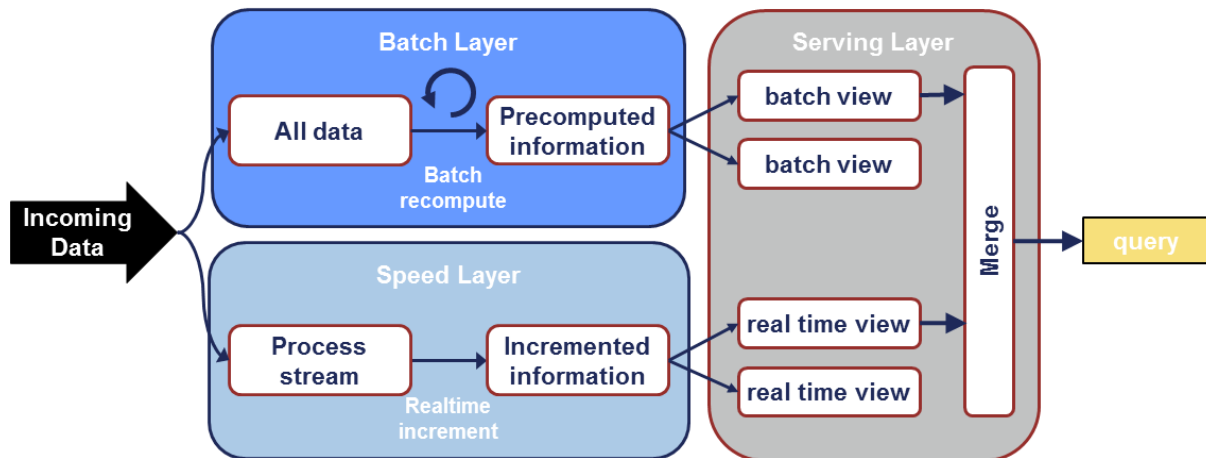 Incoming
Data
Batch Layer
All data
Precomputed
information
Batch
recompute
Speed Layer
Process
stream
Incremented
information
Realtime
increment
Serving Layer
batch view
batch view
real time view
real time view
Merge
query